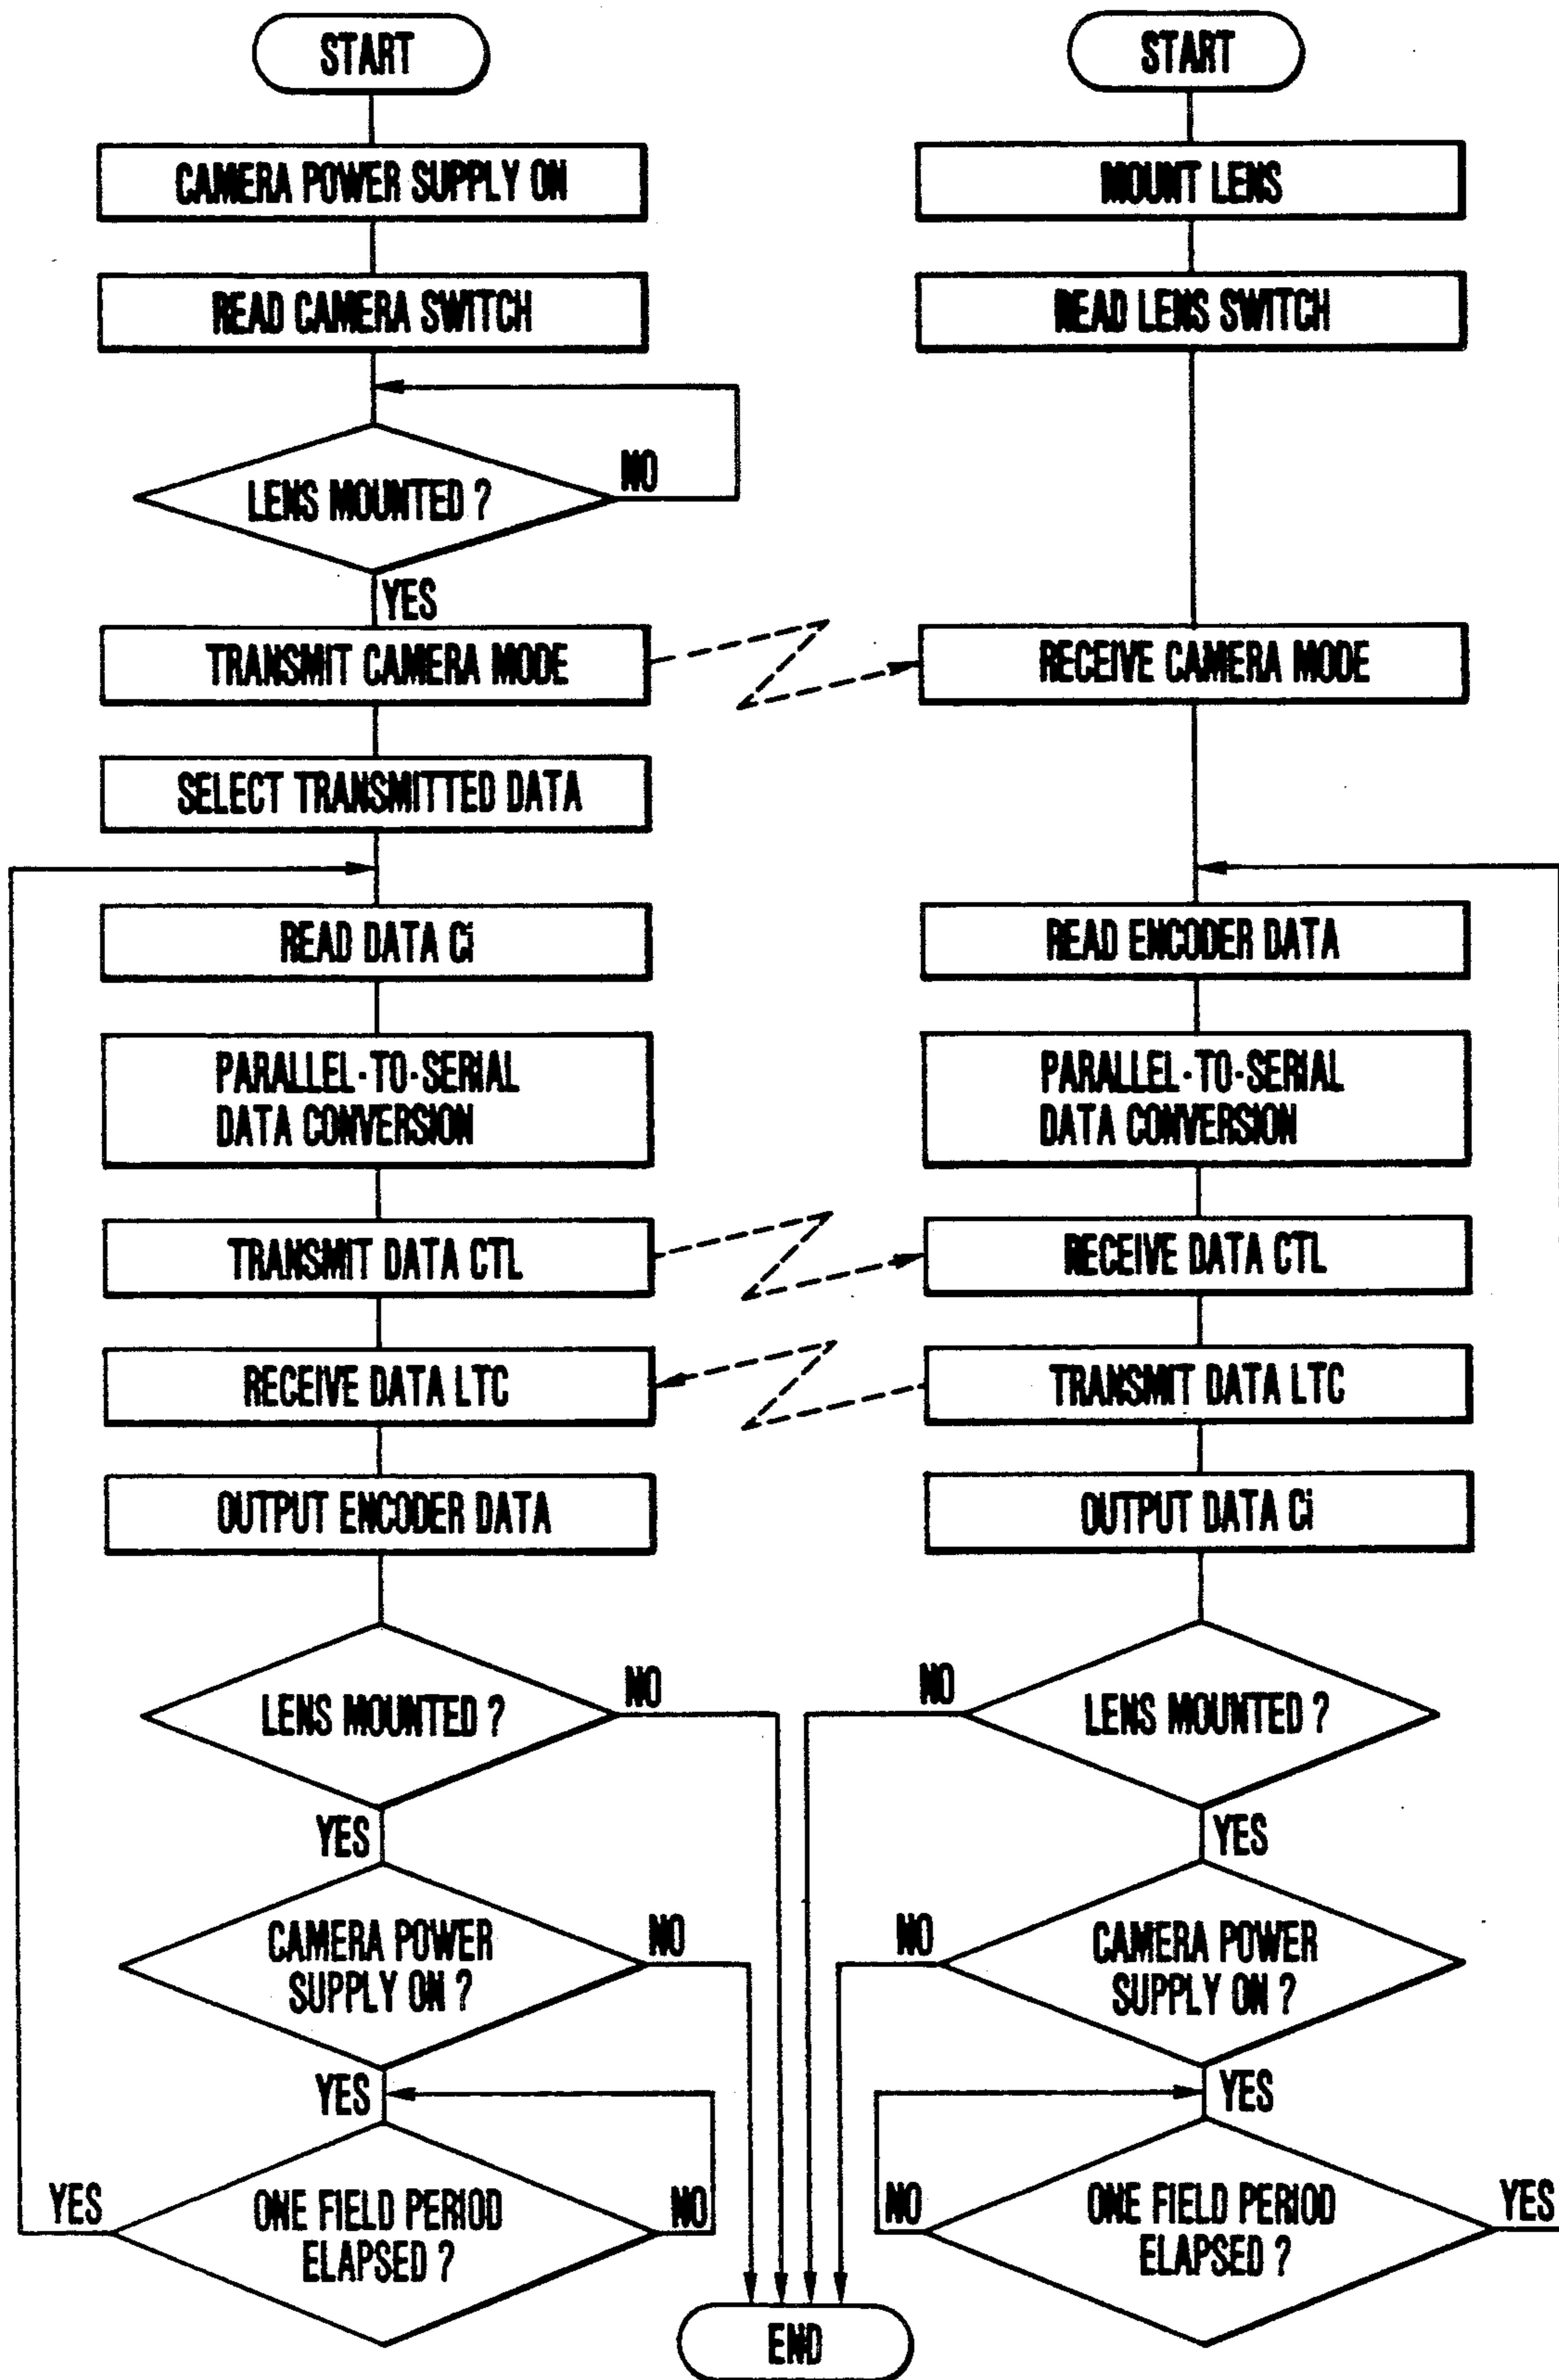 START
CAMERA POWER SUPPLY ON
READ CAMERA SWITCH
LENS MOUNTED ?
NO
YES
TRANSMIT CAMERA MODE
SELECT TRANSMITTED DATA
READ DATA Ci
PARALLEL-TO-SERIAL
DATA CONVERSION
TRANSMIT DATA CTL
RECEIVE DATA LTC
OUTPUT ENCODER DATA
LENS MOUNTED ?
NO
YES
CAMERA POWER
SUPPLY ON ?
NO
YES
ONE FIELD PERIOD
ELAPSED ?
YES
NO
START
MOUNT LENS
READ LENS SWITCH
RECEIVE CAMERA MODE
READ ENCODER DATA
PARALLEL-TO-SERIAL
DATA CONVERSION
RECEIVE DATA CTL
TRANSMIT DATA LTC
OUTPUT DATA Ci
LENS MOUNTED ?
NO
YES
CAMERA POWER
SUPPLY ON ?
NO
YES
ONE FIELD PERIOD
ELAPSED ?
NO
YES
END